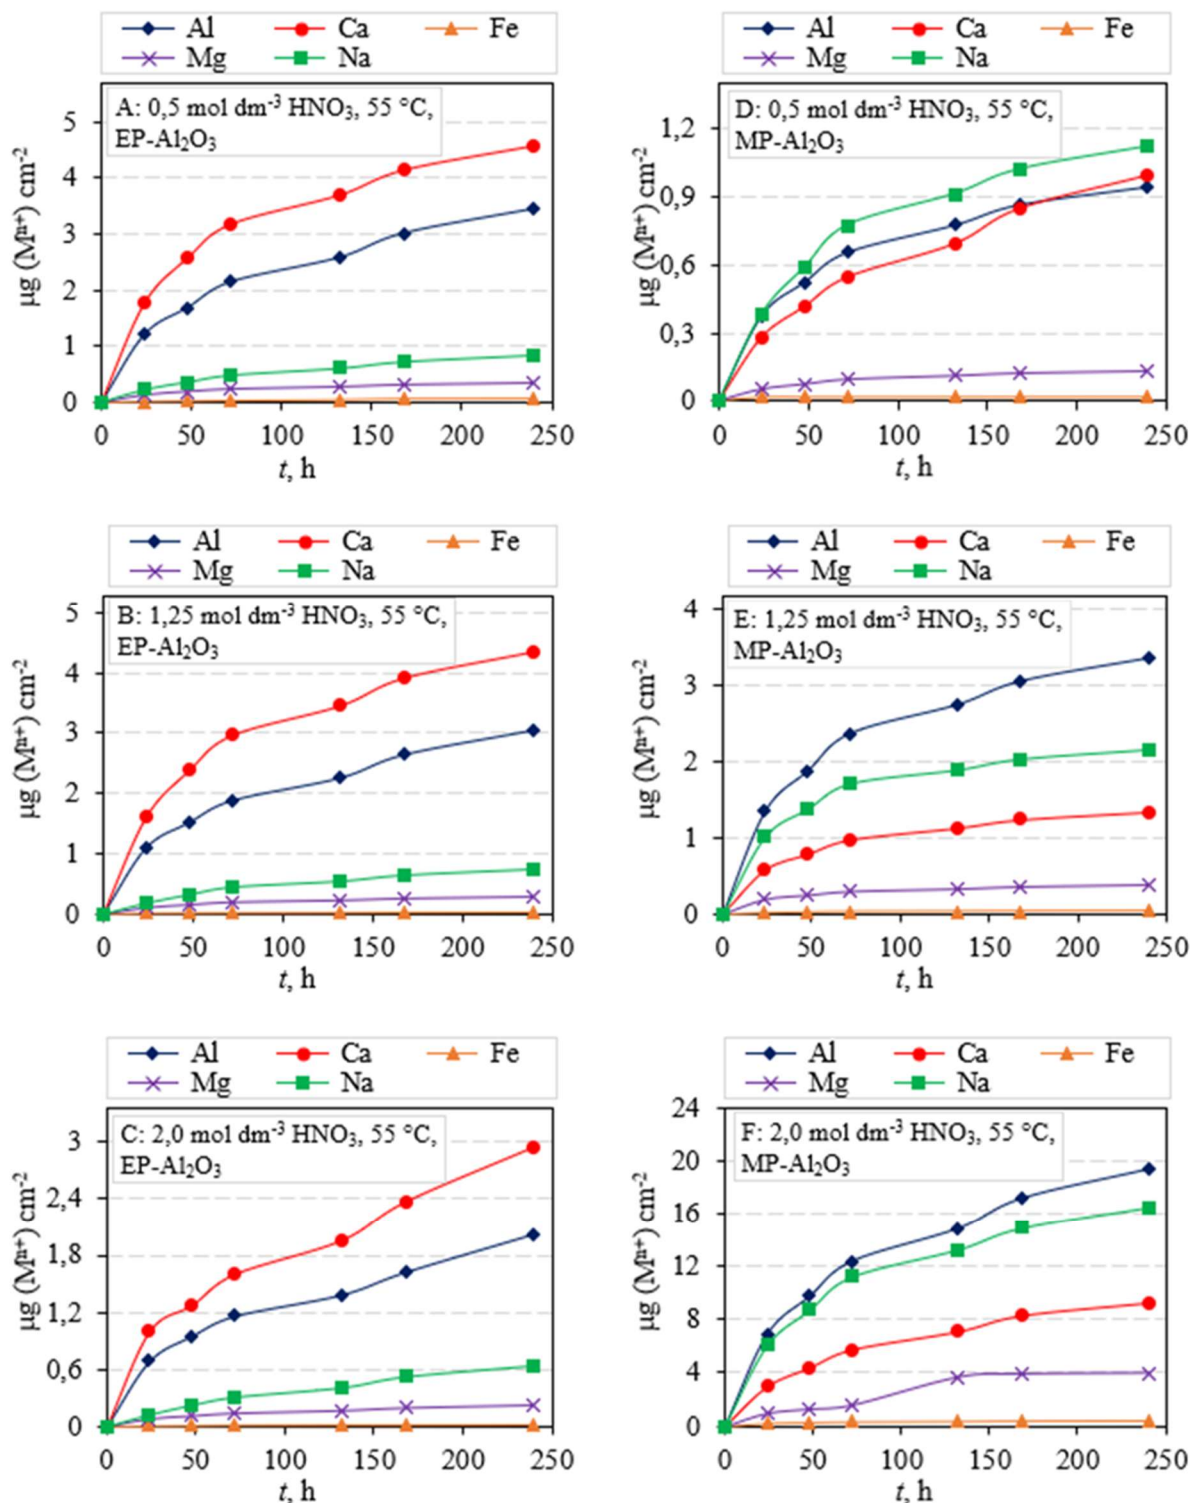 Al Ca Fe
Mg Na
A: 0,5 mol dm-3 HNO3, 55 °C,
EP-Al2O3
µg (Mn+) cm-2
5
4
3
2
1
0
0 50 100 150 200 250
t, h
Al Ca Fe
Mg Na
D: 0,5 mol dm-3 HNO3, 55 °C,
MP-Al2O3
µg (Mn+) cm-2
1,2
0,9
0,6
0,3
0
0 50 100 150 200 250
t, h
Al Ca Fe
Mg Na
B: 1,25 mol dm-3 HNO3, 55 °C,
EP-Al2O3
µg (Mn+) cm-2
5
4
3
2
1
0
0 50 100 150 200 250
t, h
Al Ca Fe
Mg Na
E: 1,25 mol dm-3 HNO3, 55 °C,
MP-Al2O3
µg (Mn+) cm-2
4
3
2
1
0
0 50 100 150 200 250
t, h
Al Ca Fe
Mg Na
C: 2,0 mol dm-3 HNO3, 55 °C,
EP-Al2O3
µg (Mn+) cm-2
3
2,4
1,8
1,2
0,6
0
0 50 100 150 200 250
t, h
Al Ca Fe
Mg Na
F: 2,0 mol dm-3 HNO3, 55 °C,
MP-Al2O3
µg (Mn+) cm-2
24
20
16
12
8
4
0
0 50 100 150 200 250
t, h